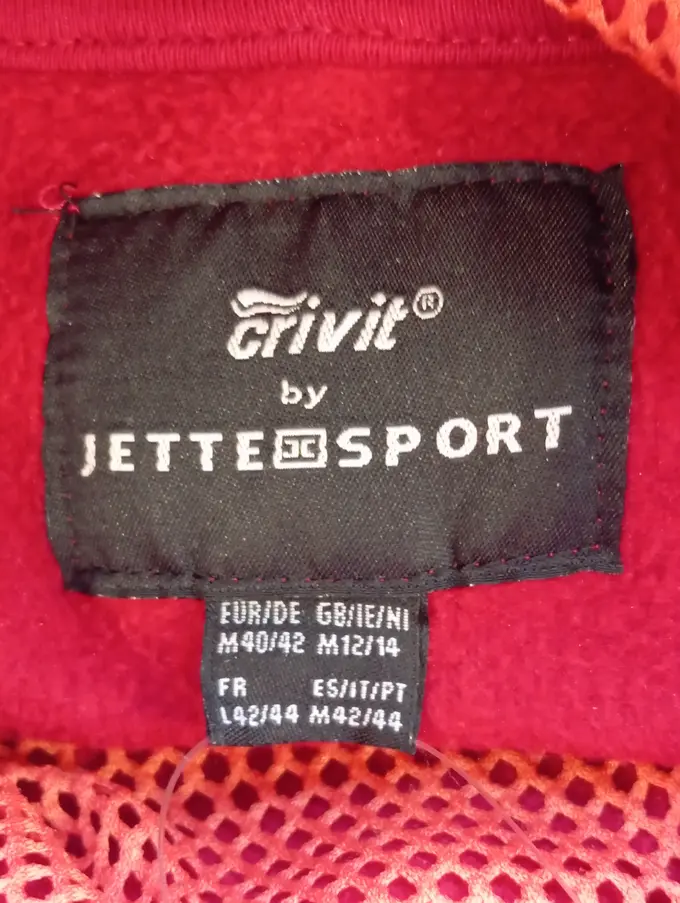 crivit®
by
JETTE SPORT
EUR/DE GB/IE/NI
M40/42 M12/14
FR ES/IT/PT
L42/44 M42/44